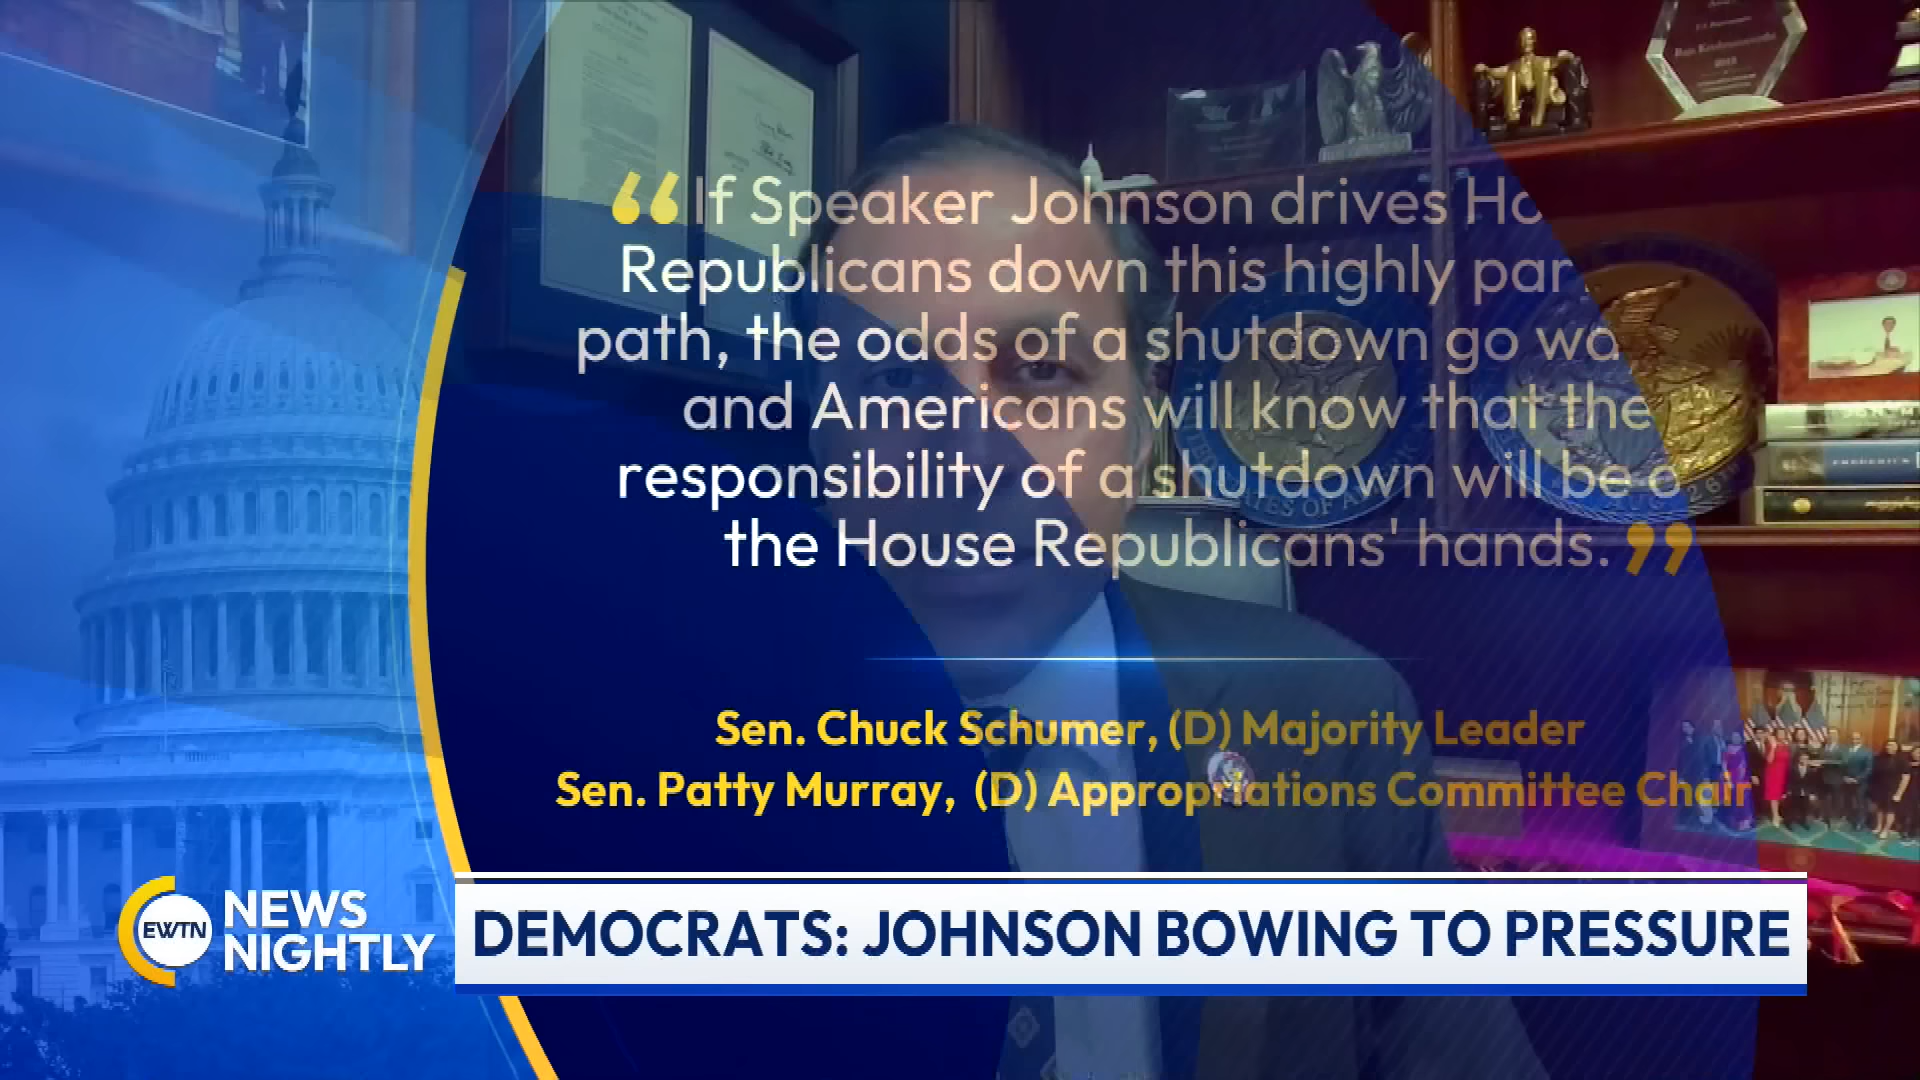 “If Speaker Johnson drives Ho
Republicans down this highly par
path, the odds of a shutdown go wa
and Americans will know that the
responsibility of a shutdown will be o
the House Republicans' hands.”
Sen. Chuck Schumer, (D) Majority Leader
Sen. Patty Murray, (D) Appropriations Committee Chair
EWTN
NEWS
NIGHTLY
DEMOCRATS: JOHNSON BOWING TO PRESSURE